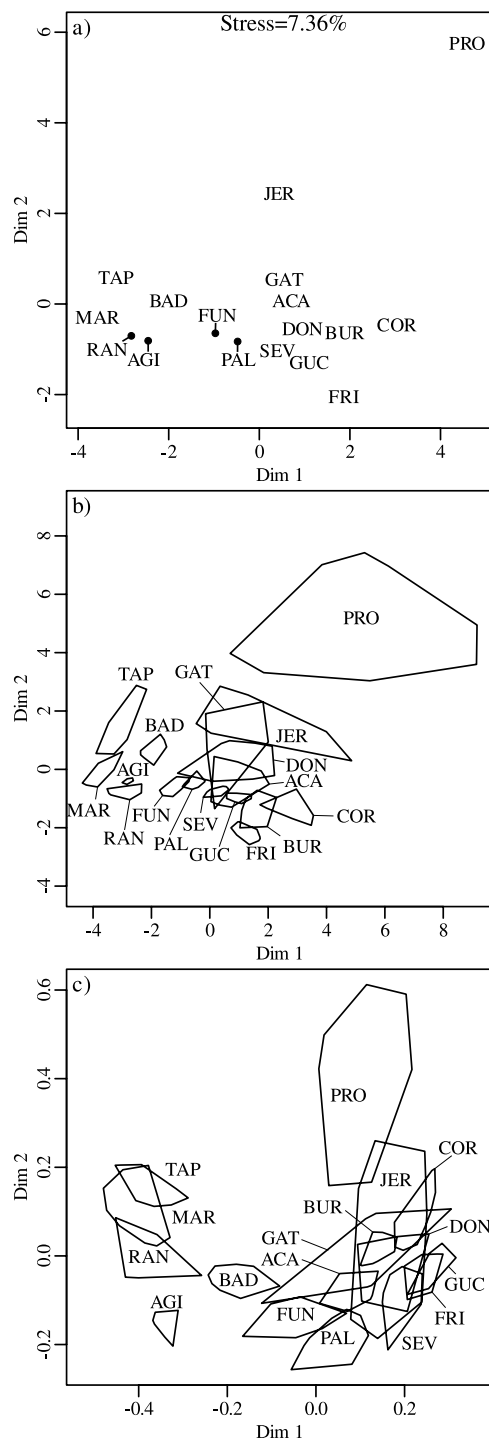 a)
Stress=7.36%
PRO
JER
TAP
GAT
BAD
ACA
MAR
FUN
DON
BUR
COR
RAN
AGI
PAL
SEV
GUC
FRI
6
4
2
0
-2
Dim 2
-4
-2
0
2
4
Dim 1
b)
PRO
TAP
GAT
BAD
JER
AGI
DON
ACA
MAR
FUN
COR
RAN
PAL
SEV
GUC
FRI
BUR
8
6
4
2
0
-2
-4
Dim 2
-4
-2
0
2
4
6
8
Dim 1
c)
PRO
TAP
JER
COR
MAR
BUR
DON
RAN
GAT
ACA
BAD
GUC
AGI
FUN
FRI
PAL
SEV
0.6
0.4
0.2
0.0
-0.2
Dim 2
-0.4
-0.2
0.0
0.2
Dim 1